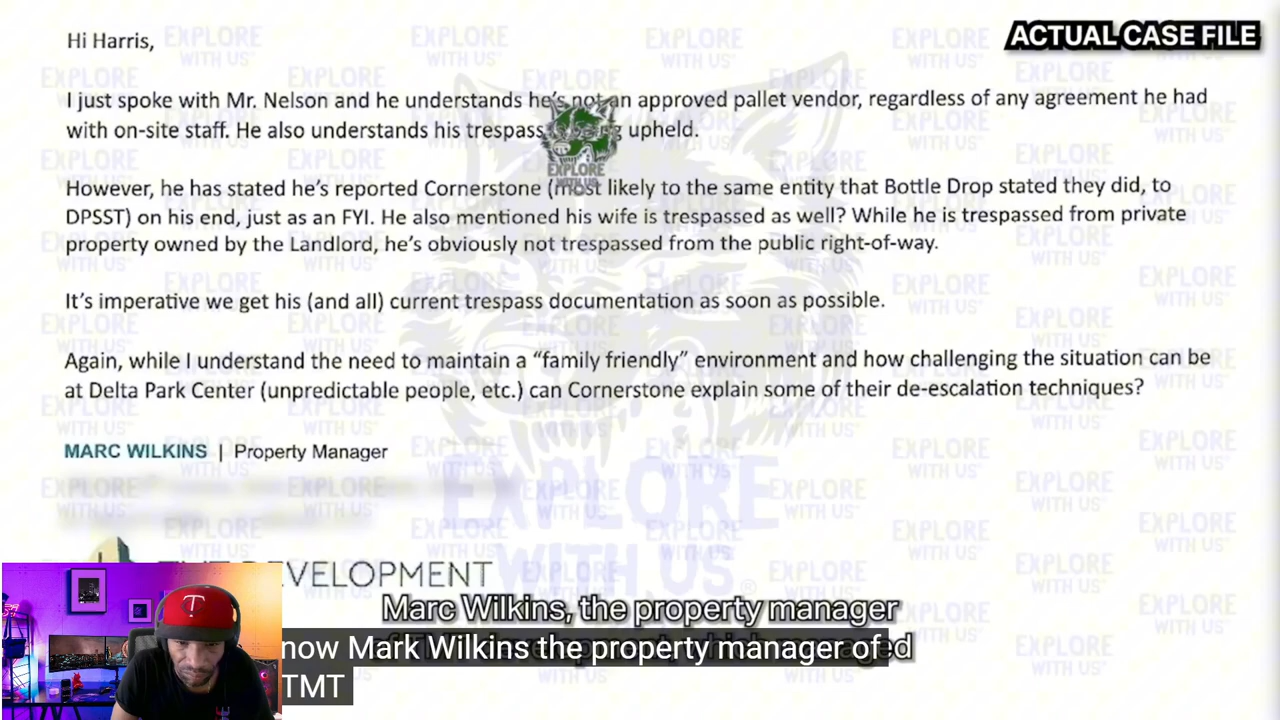 ACTUAL CASE FILE
Hi Harris,
I just spoke with Mr. Nelson and he understands he's not an approved pallet vendor, regardless of any agreement he had
with on-site staff. He also understands his trespass upheld.
However, he has stated he's reported Cornerstone (most likely to the same entity that Bottle Drop stated they did, to
DPSST) on his end, just as an FYI. He also mentioned his wife is trespassed as well? While he is trespassed from private
property owned by the Landlord, he's obviously not trespassed from the public right-of-way.
It's imperative we get his (and all) current trespass documentation as soon as possible.
Again, while I understand the need to maintain a “family friendly” environment and how challenging the situation can be
at Delta Park Center (unpredictable people, etc.) can Cornerstone explain some of their de-escalation techniques?
MARC WILKINS | Property Manager
EXPLORE
WITH US
DEVELOPMENT
Marc Wilkins, the property manager
now Mark Wilkins the property manager of
TMT